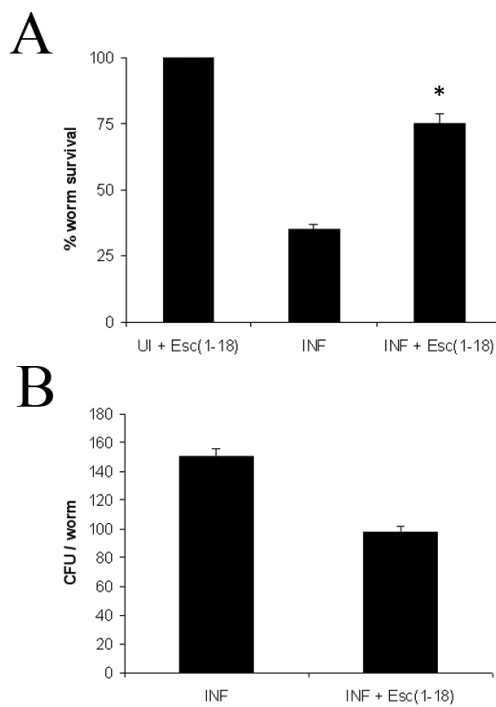 A
% worm survival
100
75
50
25
0
*
UI + Esc(1-18)
INF
INF + Esc(1-18)
B
CFU / worm
180
160
140
120
100
80
60
40
20
0
INF
INF + Esc(1-18)